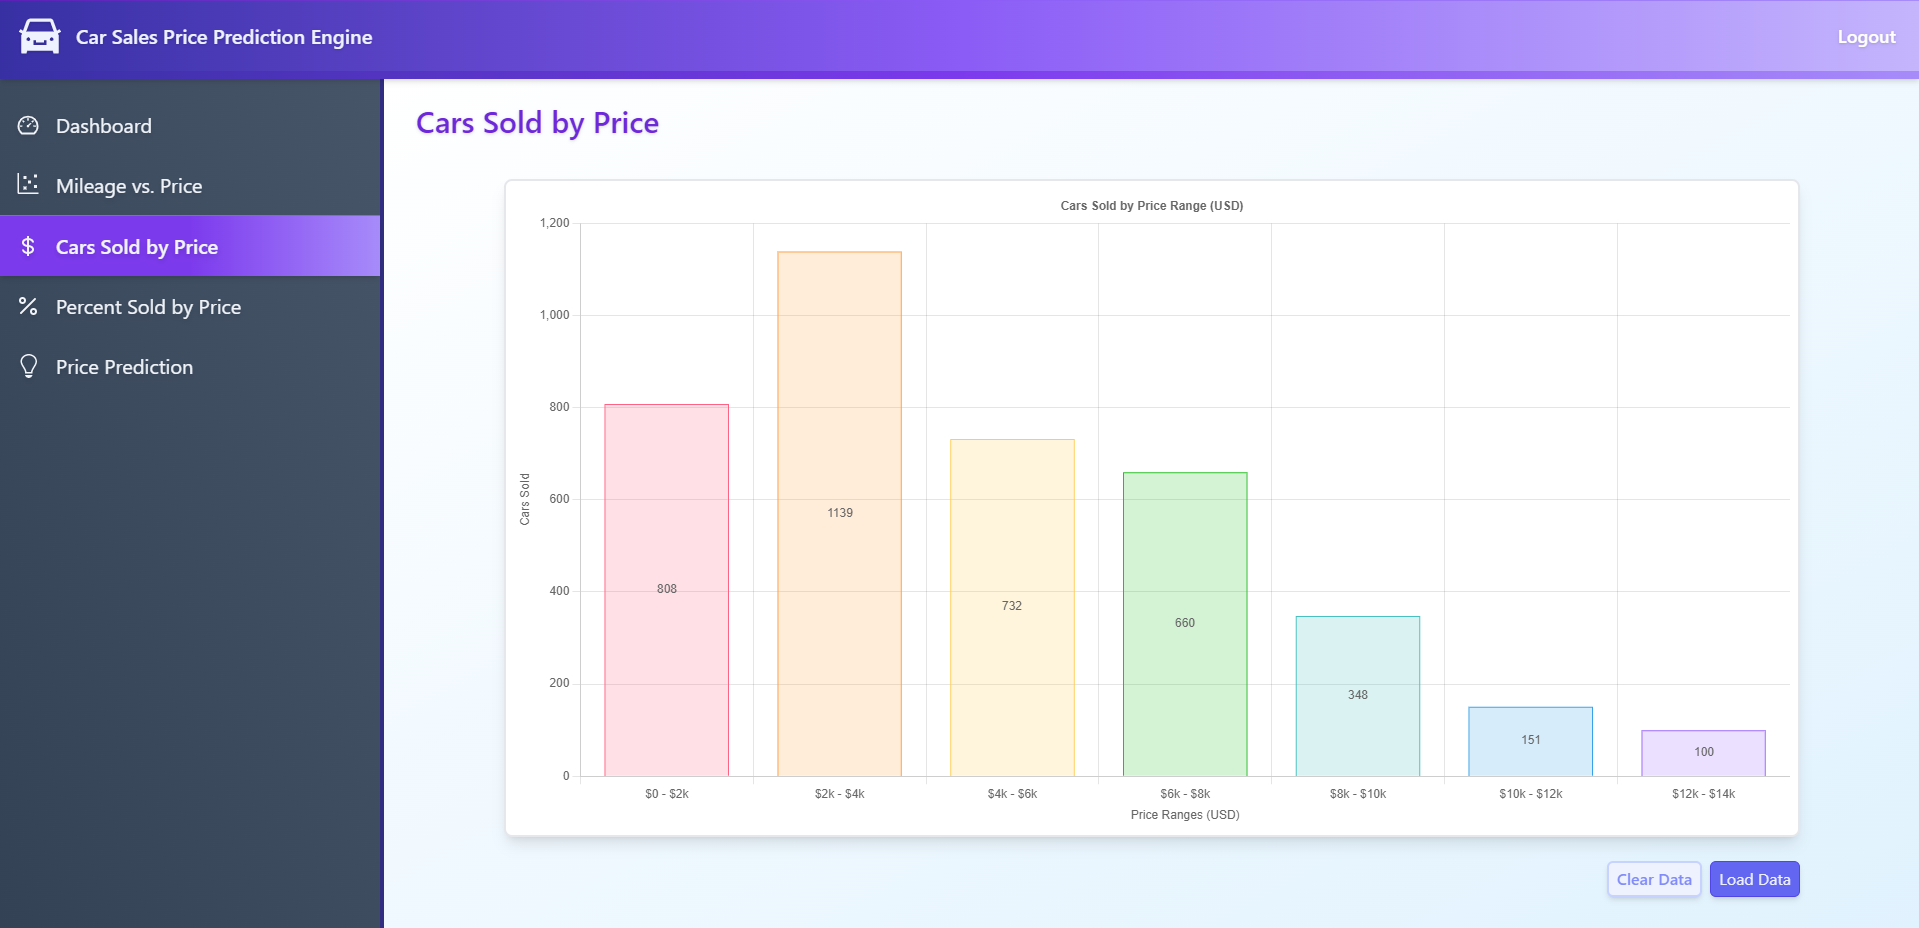 Car Sales Price Prediction Engine
Logout
Dashboard
Mileage vs. Price
Cars Sold by Price
Percent Sold by Price
Price Prediction
Cars Sold by Price
Cars Sold by Price Range (USD)
1,200
1,000
800
600
400
200
0
Cars Sold
808
1139
732
660
348
151
100
$0 - $2k
$2k - $4k
$4k - $6k
$6k - $8k
$8k - $10k
$10k - $12k
$12k - $14k
Price Ranges (USD)
Clear Data
Load Data